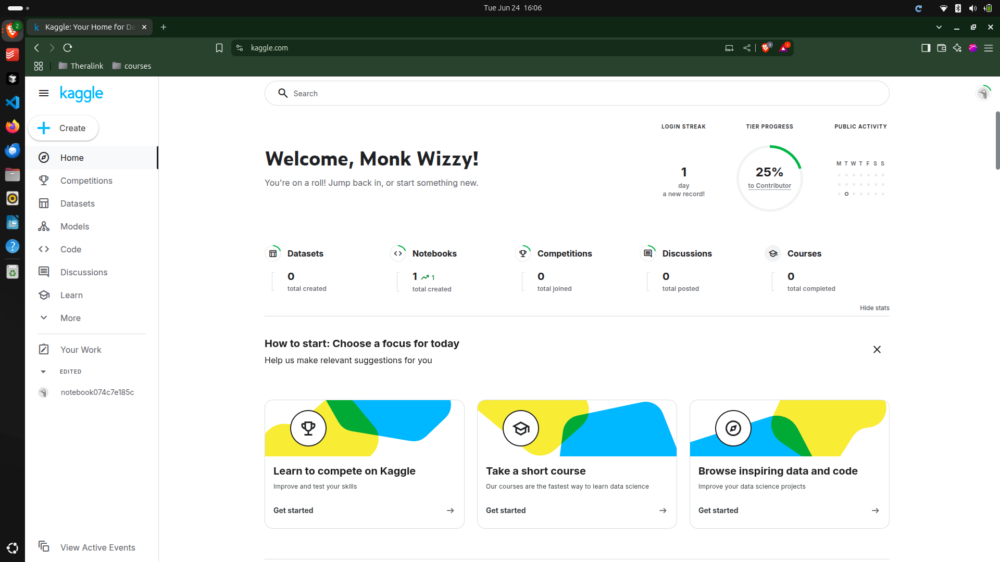 Tue Jun 24 16:06
2
Kaggle: Your Home for Da
kaggle.com
9
1
Theralink
courses
kaggle
Search
Create
Home
Competitions
Datasets
Models
Code
Discussions
Learn
More
Your Work
EDITED
notebook074c7e185c
View Active Events
Welcome, Monk Wizzy!
You're on a roll! Jump back in, or start something new.
LOGIN STREAK
1
day
a new record!
TIER PROGRESS
25%
to Contributor
PUBLIC ACTIVITY
M T W T F S S
Datasets
0
total created
Notebooks
1 1
total created
Competitions
0
total joined
Discussions
0
total posted
Courses
0
total completed
Hide stats
How to start: Choose a focus for today
Help us make relevant suggestions for you
Learn to compete on Kaggle
Improve and test your skills
Get started
Take a short course
Our courses are the fastest way to learn data science
Get started
Browse inspiring data and code
Improve your data science projects
Get started